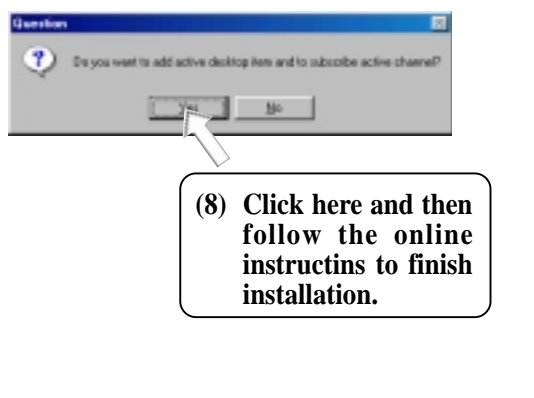 Question
Do you want to add active desktop item and to subscribe active channel?
Yes No
(8) Click here and then
follow the online
instructins to finish
installation.